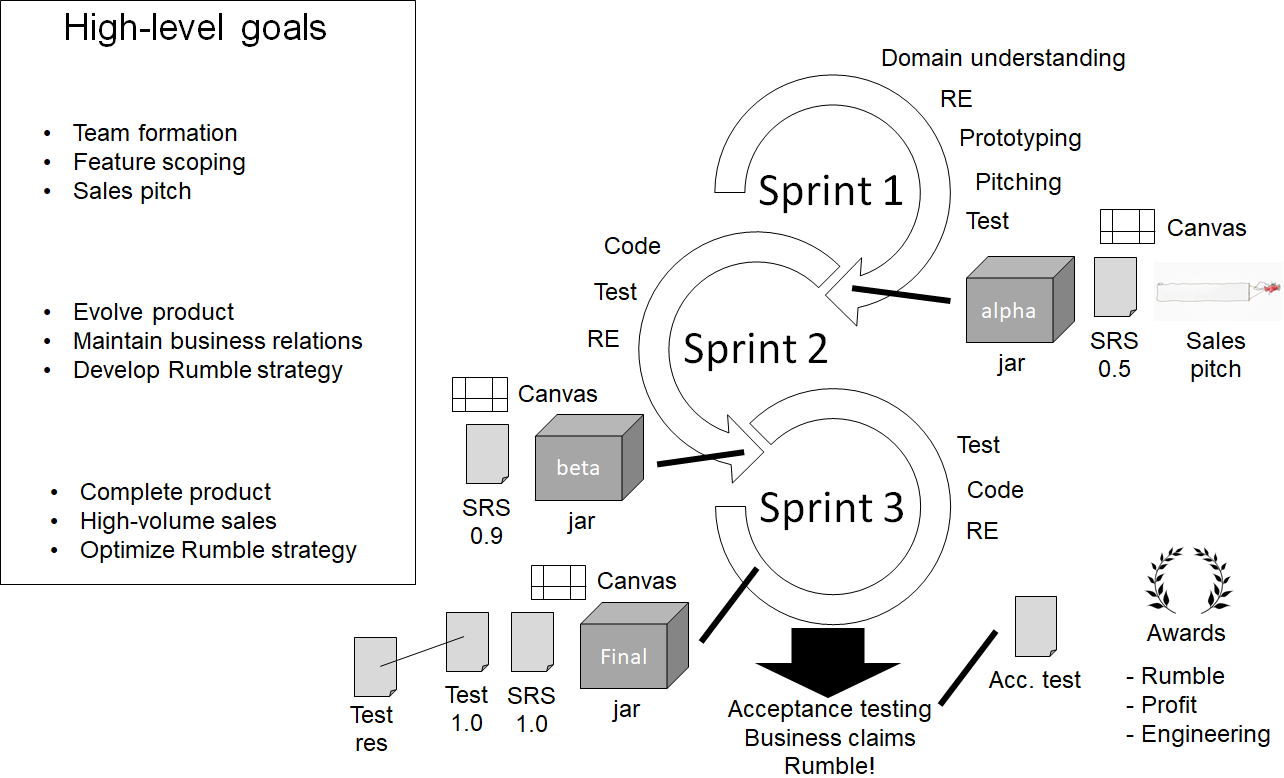 High-level goals
• Team formation
• Feature scoping
• Sales pitch
• Evolve product
• Maintain business relations
• Develop Rumble strategy
• Complete product
• High-volume sales
• Optimize Rumble strategy
Domain understanding
RE
Prototyping
Pitching
Test
Sprint 1
Canvas
alpha
jar
SRS
0.5
Sales
pitch
Code
Test
RE
Sprint 2
Canvas
SRS
0.9
beta
jar
Sprint 3
Test
Code
RE
Canvas
Test
res
Test
1.0
SRS
1.0
Final
jar
Acceptance testing
Business claims
Rumble!
Acc. test
Awards
- Rumble
- Profit
- Engineering